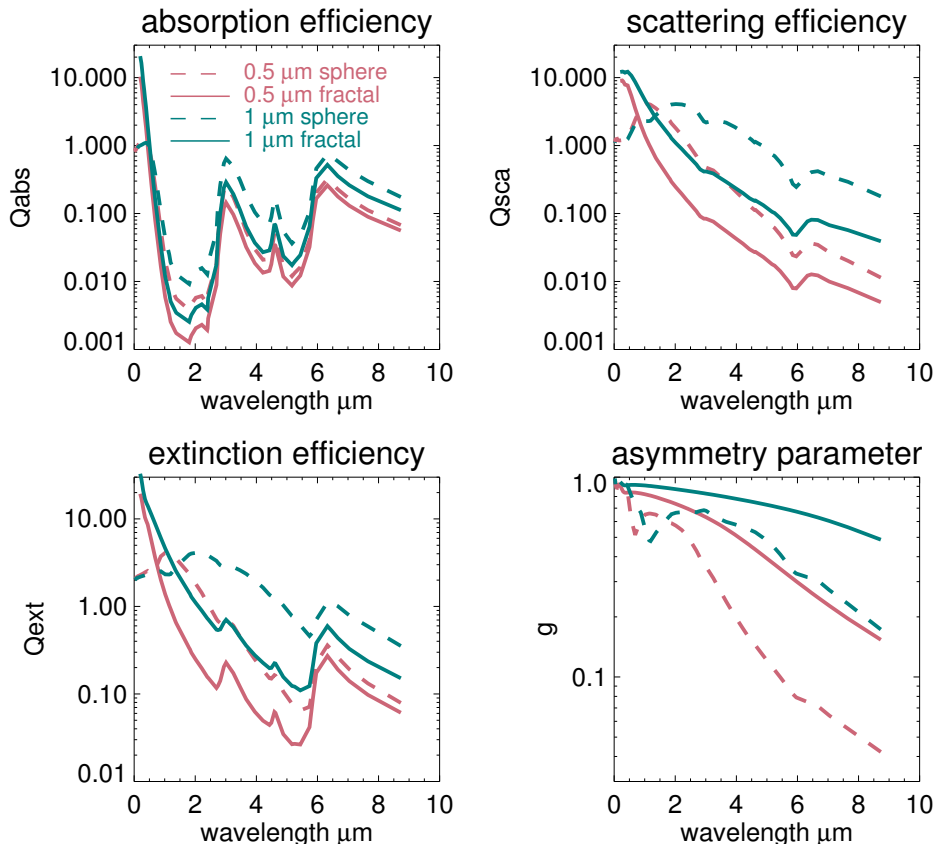 absorption efficiency
10.000
1.000
0.100
0.010
0.001
Qabs
0.5 μm sphere
0.5 μm fractal
1 μm sphere
1 μm fractal
0 2 4 6 8 10
wavelength μm
scattering efficiency
10.000
1.000
0.100
0.010
0.001
Qsca
0 2 4 6 8 10
wavelength μm
extinction efficiency
10.00
1.00
0.10
0.01
Qext
0 2 4 6 8 10
wavelength μm
asymmetry parameter
1.0
0.1
g
0 2 4 6 8 10
wavelength μm